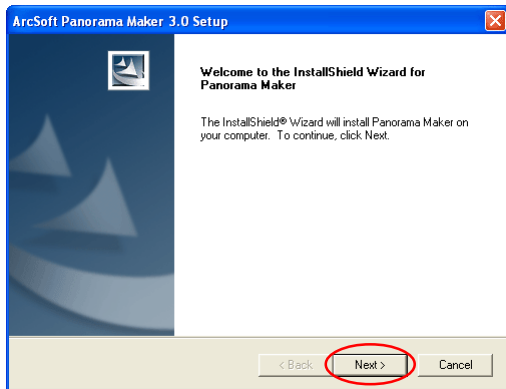 ArcSoft Panorama Maker 3.0 Setup
Welcome to the InstallShield Wizard for
Panorama Maker
The InstallShield® Wizard will install Panorama Maker on
your computer. To continue, click Next.
< Back Next > Cancel